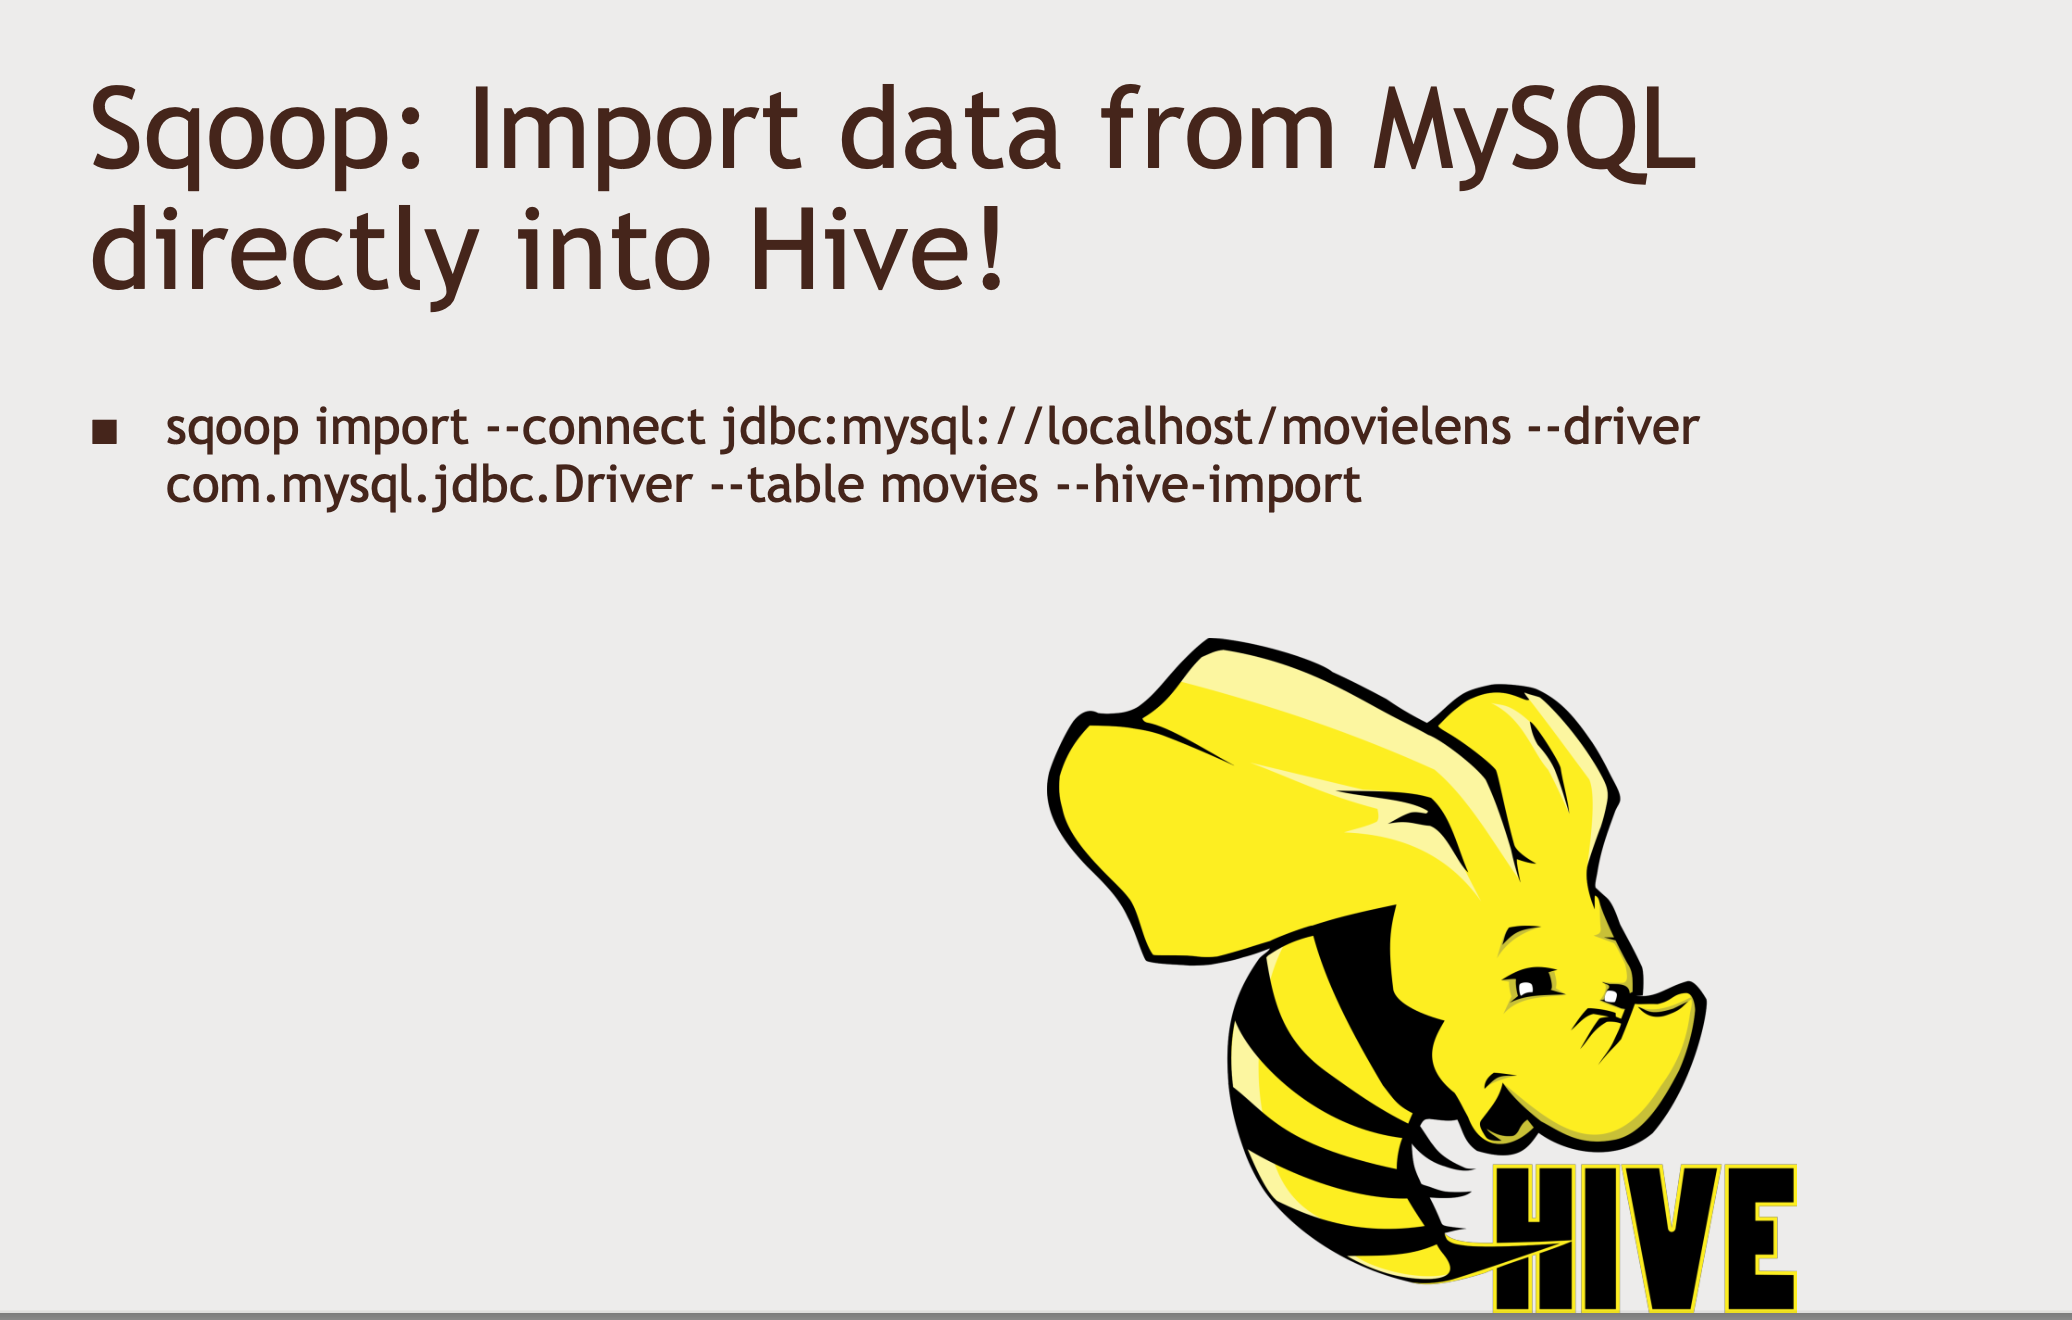 Sqoop: Import data from MySQL
directly into Hive!
▪ sqoop import --connect jdbc:mysql://localhost/movielens --driver
com.mysql.jdbc.Driver --table movies --hive-import
HIVE